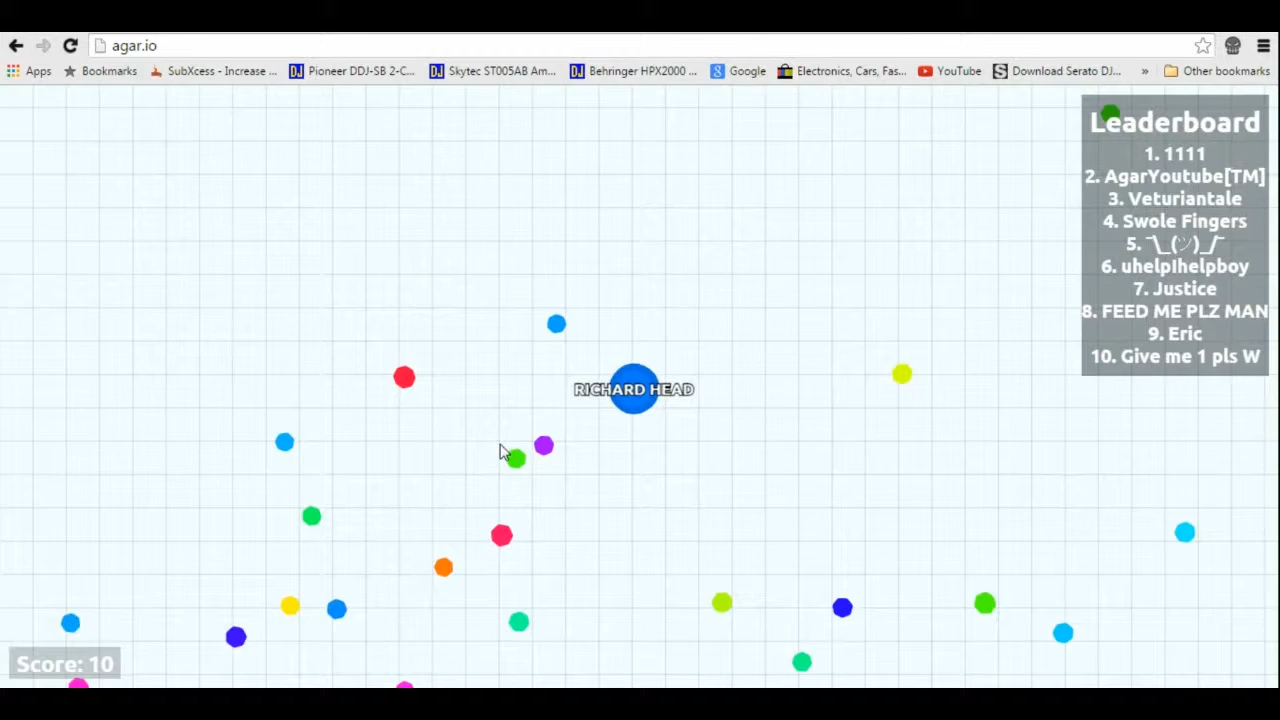 agar.io
Apps Bookmarks SubXcess - Increase ... Pioneer DDJ-SB 2-C... Skytec ST005AB Am... Behringer HPX2000 ... Google Electronics, Cars, Fas... YouTube Download Serato DJ... » Other bookmarks
Leaderboard
1. 1111
2. AgarYoutube[TM]
3. Veturiantale
4. Swole Fingers
5. ¯\_(ツ)_/¯
6. uhelpIhelpboy
7. Justice
8. FEED ME PLZ MAN
9. Eric
10. Give me 1 pls W
RICHARD HEAD
Score: 10